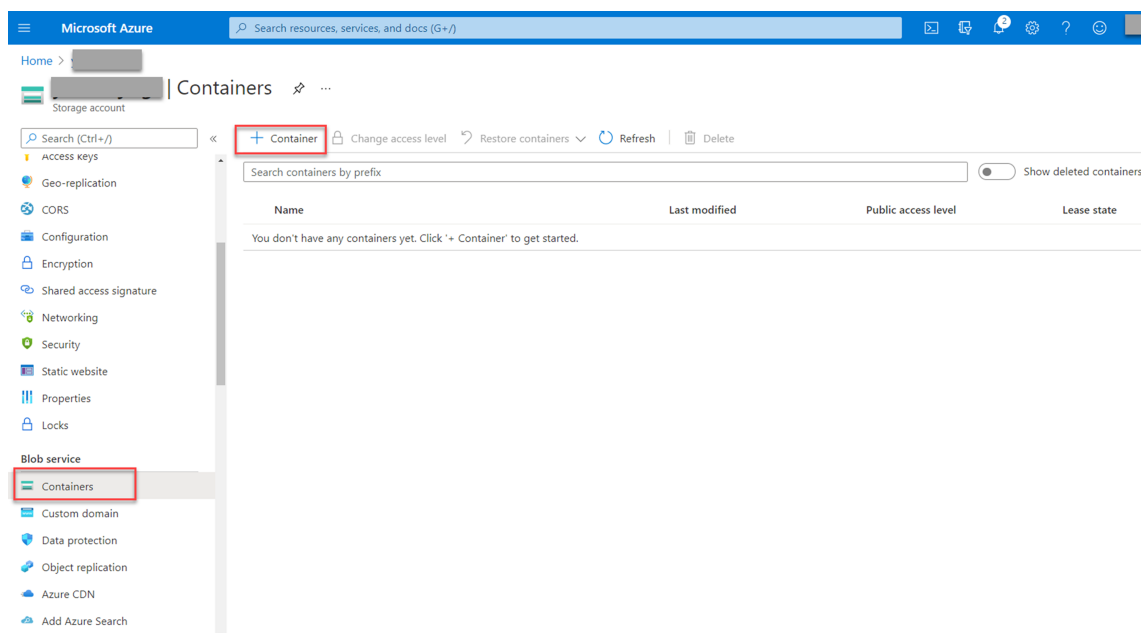 Microsoft Azure
Search resources, services, and docs (G+/)
2
Home >
| Containers
Storage account
Search (Ctrl+/)
«
+ Container
Change access level
Restore containers
Refresh
Delete
Access keys
Geo-replication
CORS
Configuration
Encryption
Shared access signature
Networking
Security
Static website
Properties
Locks
Blob service
Containers
Custom domain
Data protection
Object replication
Azure CDN
Add Azure Search
Search containers by prefix
Show deleted containers
Name Last modified Public access level Lease state
You don't have any containers yet. Click '+ Container' to get started.